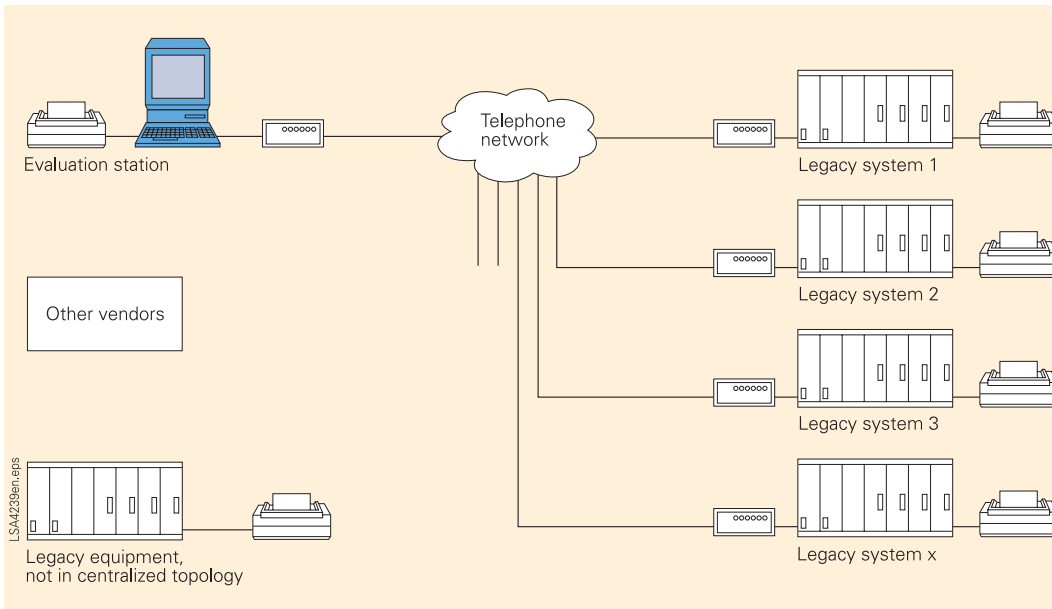 Telephone
network
Evaluation station
Legacy system 1
Legacy system 2
Other vendors
Legacy system 3
LSA4239en.eps
Legacy equipment,
not in centralized topology
Legacy system x